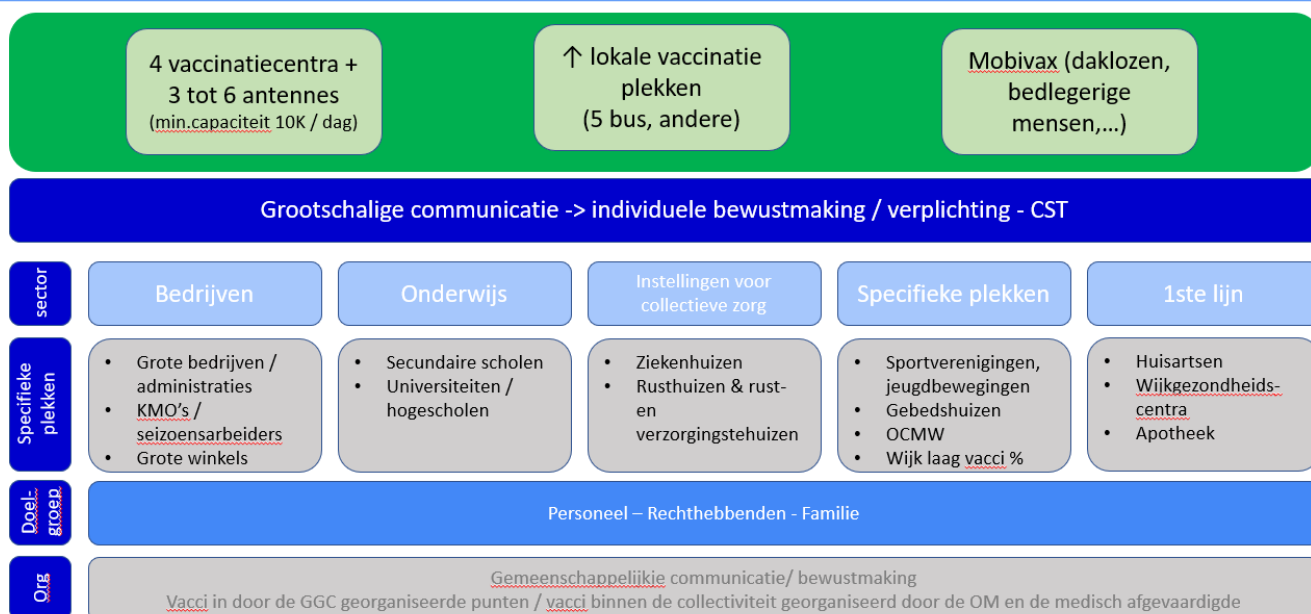 4 vaccinatiecentra +
3 tot 6 antennes
(min.capaciteit 10K / dag)
↑ lokale vaccinatie
plekken
(5 bus, andere)
Mobivax (daklozen,
bedlegerige
mensen,...)
Grootschalige communicatie -> individuele bewustmaking / verplichting - CST
sector
Bedrijven
Onderwijs
Instellingen voor
collectieve zorg
Specifieke plekken
1ste lijn
Specifieke
plekken
• Grote bedrijven /
administraties
• KMO's /
seizoensarbeiders
• Grote winkels
• Secundaire scholen
• Universiteiten /
hogescholen
• Ziekenhuizen
• Rusthuizen & rust-
en
verzorgingstehuizen
• Sportverenigingen,
jeugdbewegingen
• Gebedshuizen
• OCMW
• Wijk laag vacci %
• Huisartsen
• Wijkgezondheids-
centra
• Apotheek
Doel-
groep
Personeel – Rechthebbenden - Familie
Org
Gemeenschappelijkie communicatie/ bewustmaking
Vacci in door de GGC georganiseerde punten / vacci binnen de collectiviteit georganiseerd door de OM en de medisch afgevaardigde